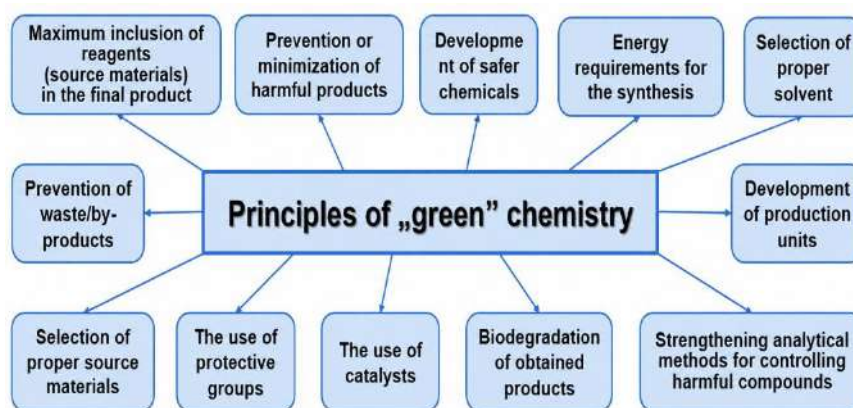 Maximum inclusion of
reagents
(source materials)
in the final product
Prevention or
minimization of
harmful products
Developme
nt of safer
chemicals
Energy
requirements for
the synthesis
Selection of
proper
solvent
Prevention of
waste/by-
products
Principles of „green” chemistry
Development
of production
units
Selection of
proper source
materials
The use of
protective
groups
The use of
catalysts
Biodegradation
of obtained
products
Strengthening analytical
methods for controlling
harmful compounds